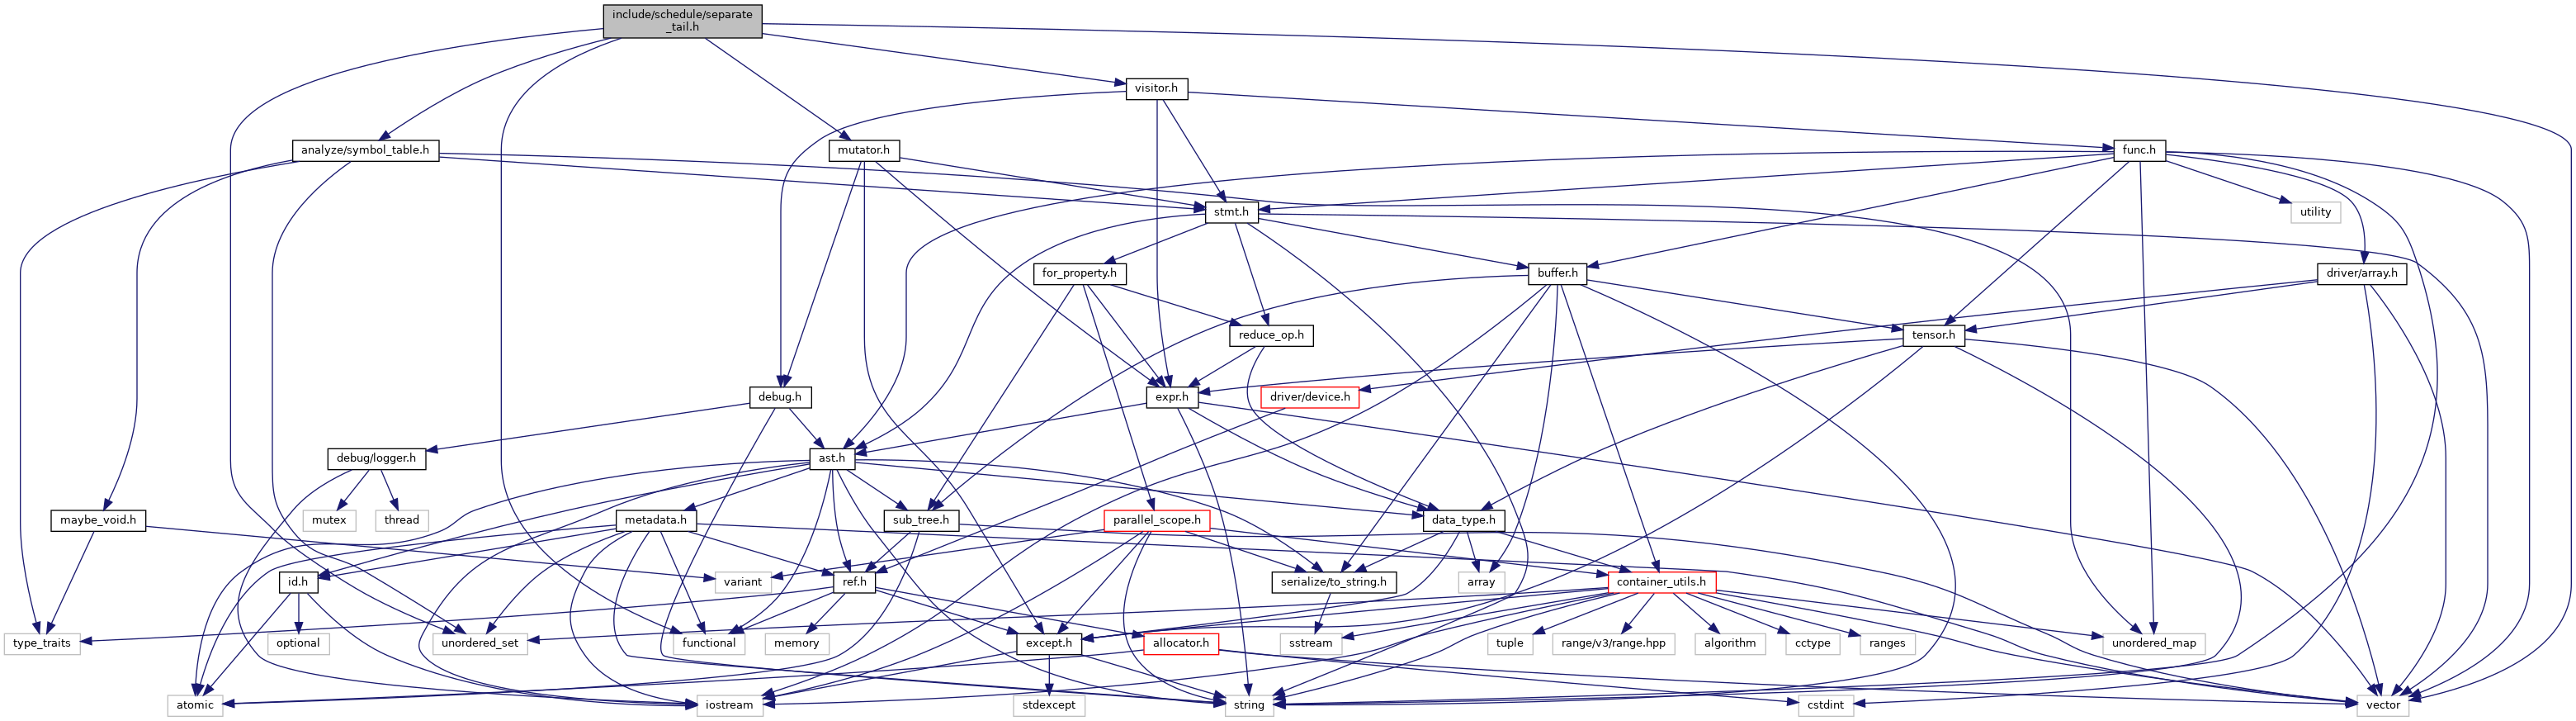 include/schedule/separate
_tail.h
visitor.h
analyze/symbol_table.h
mutator.h
func.h
stmt.h
utility
for_property.h
buffer.h
driver/array.h
reduce_op.h
tensor.h
debug.h
expr.h
driver/device.h
debug/logger.h
ast.h
maybe_void.h
mutex
thread
metadata.h
sub_tree.h
parallel_scope.h
data_type.h
id.h
variant
ref.h
serialize/to_string.h
array
container_utils.h
type_traits
optional
unordered_set
functional
memory
except.h
allocator.h
sstream
tuple
range/v3/range.hpp
algorithm
cctype
ranges
unordered_map
atomic
iostream
stdexcept
string
cstdint
vector